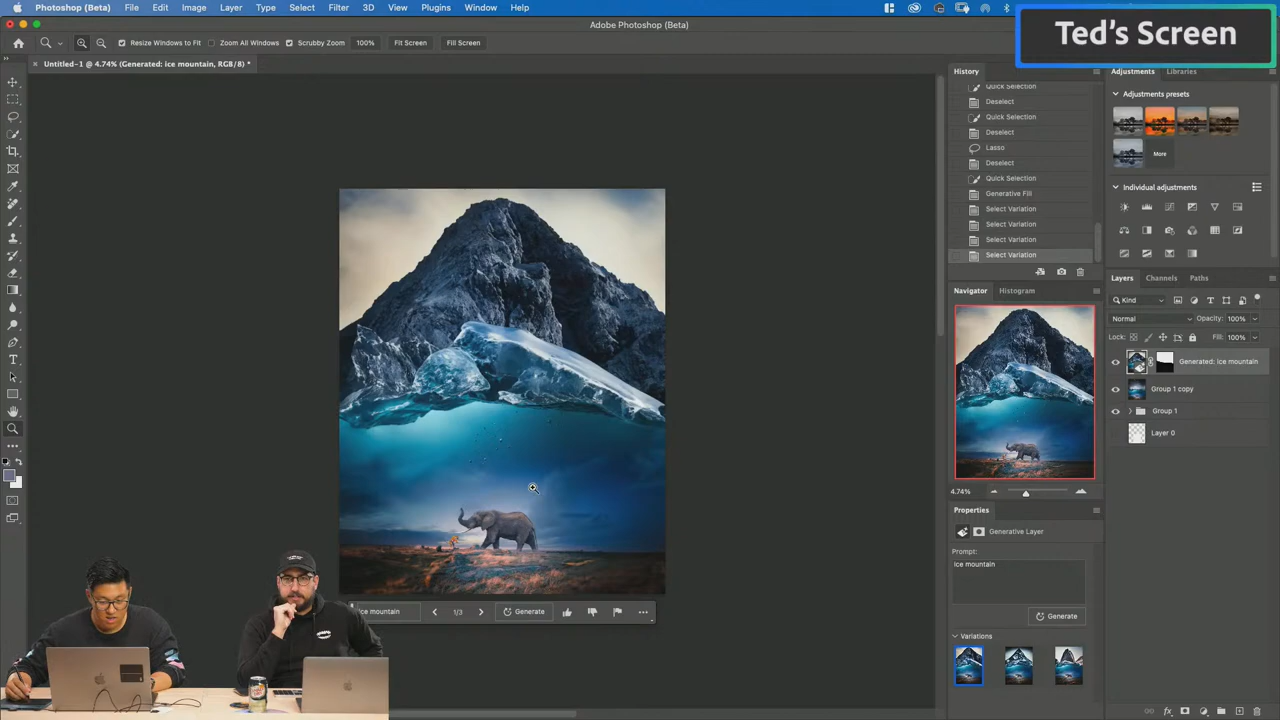 Photoshop (Beta) File Edit Image Layer Type Select Filter 3D View Plugins Window Help
Ted's Screen
Adobe Photoshop (Beta)
Resize Windows to Fit Zoom All Windows Scrubby Zoom 100% Fit Screen Fill Screen
Untitled-1 @ 4.74% (Generated: ice mountain, RGB/8) *
History
Quick Selection
Deselect
Quick Selection
Deselect
Lasso
Deselect
Quick Selection
Generative Fill
Select Variation
Select Variation
Select Variation
Select Variation
Navigator Histogram
4.74%
Properties
Generative Layer
Prompt:
ice mountain
Generate
Variations
Adjustments Libraries
Adjustments presets
More
Individual adjustments
Layers Channels Paths
Kind
Normal Opacity: 100%
Lock: Fill: 100%
Generated: ice mountain
Group 1 copy
Group 1
Layer 0
ice mountain 1/3 Generate